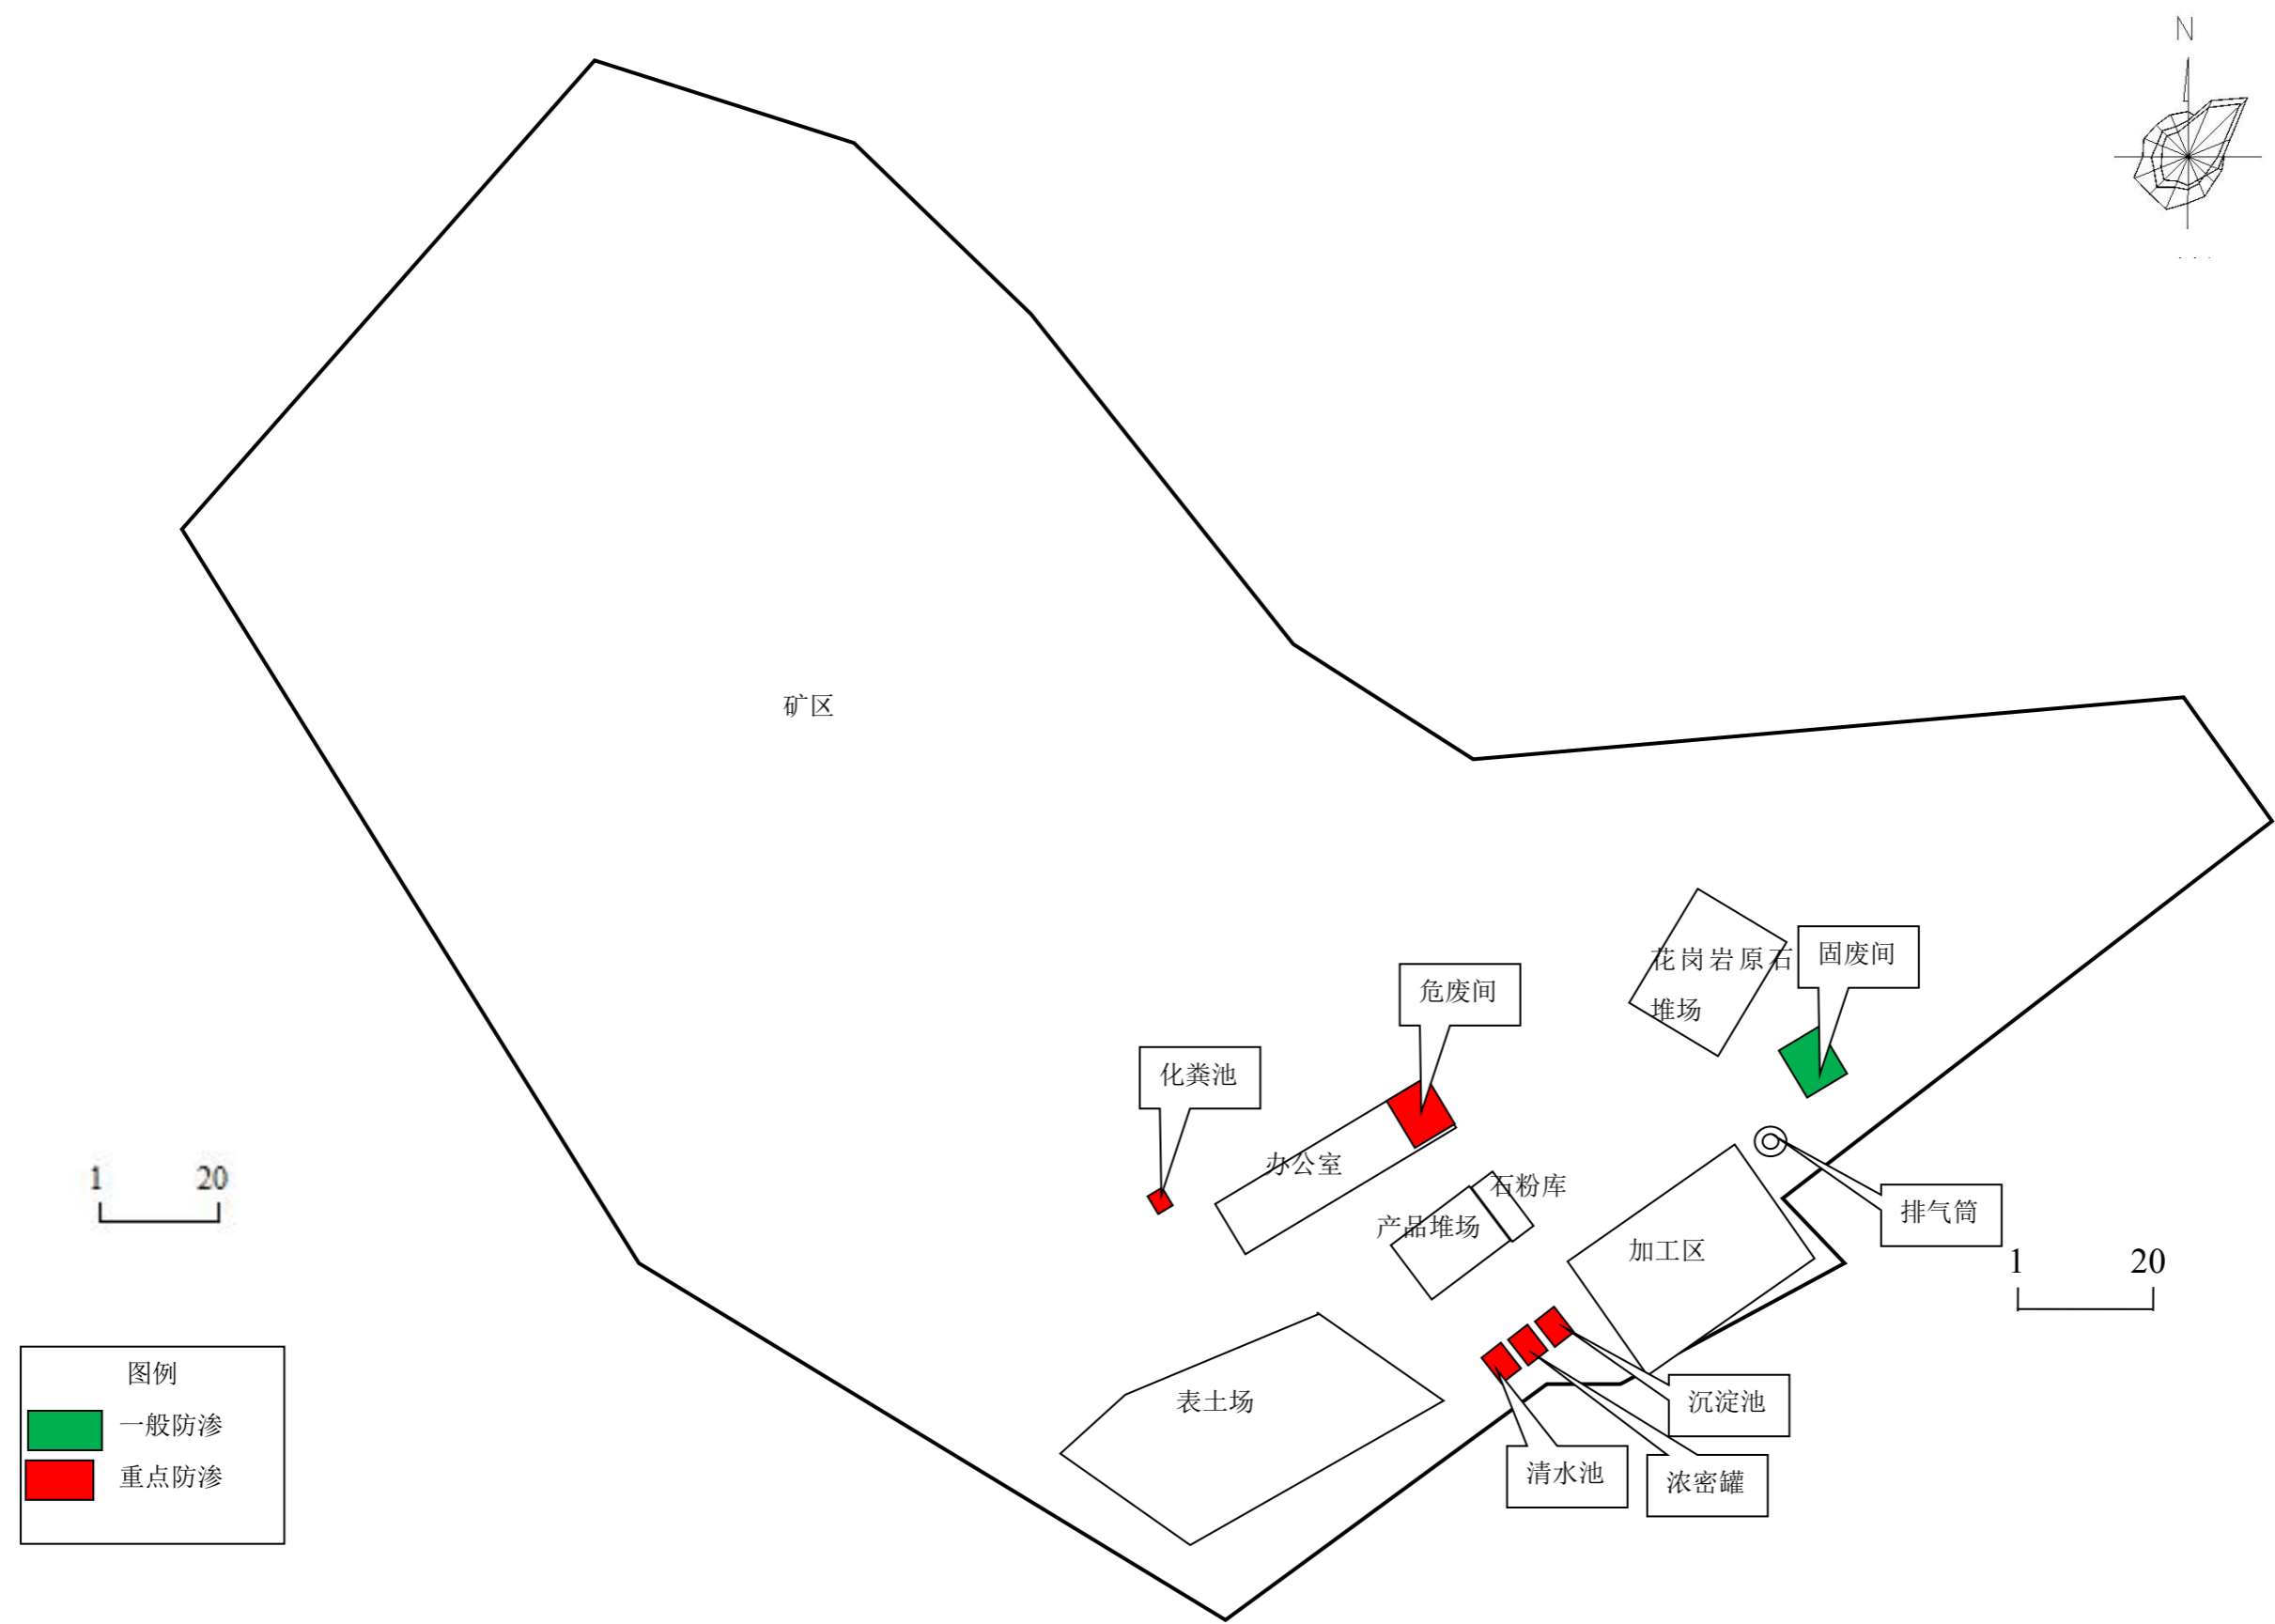 N
矿区
花岗岩原石
堆场
固废间
危废间
化粪池
办公室
石粉库
产品堆场
加工区
排气筒
1 20
1 20
图例
一般防渗
重点防渗
表土场
沉淀池
清水池
浓密罐